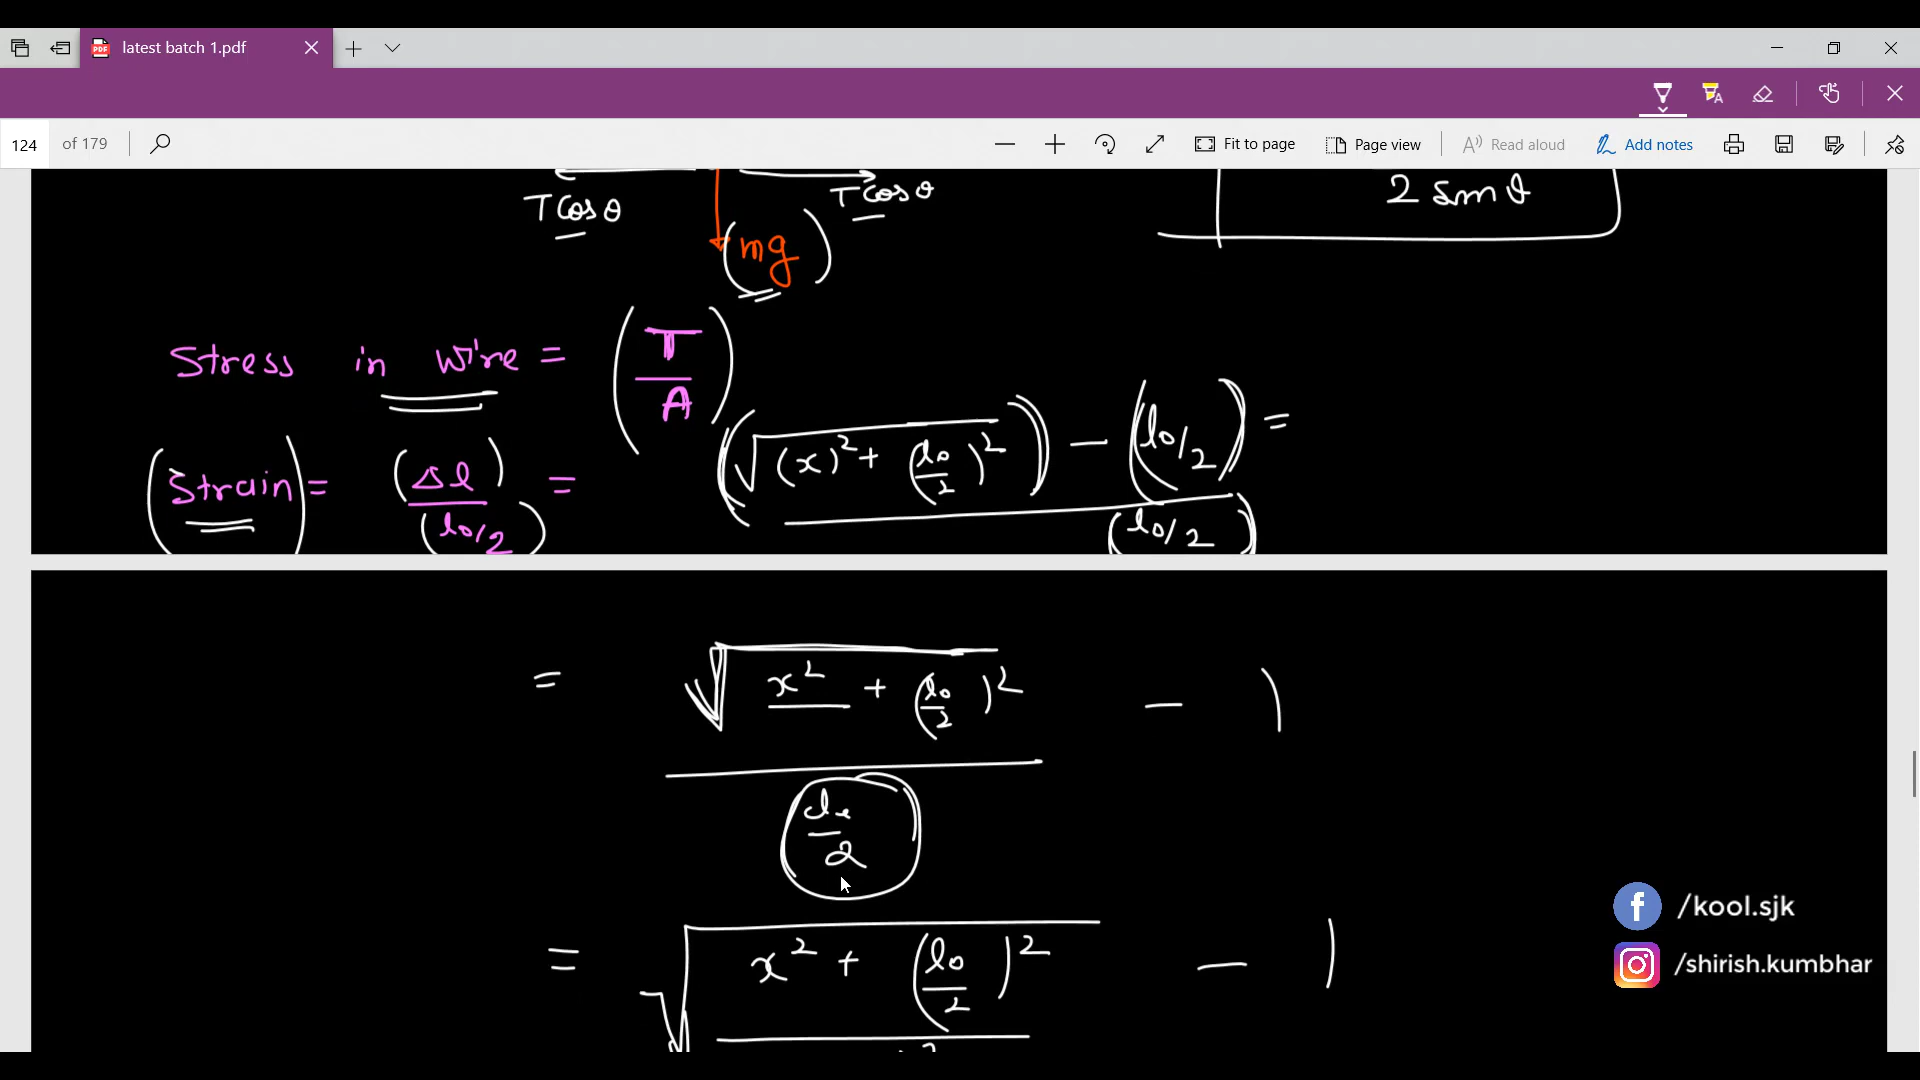 latest batch 1.pdf
124 of 179
Fit to page
Page view
Read aloud
Add notes
T cos θ
T cos θ
2 sin θ
(mg)
Stress in wire = (T/A)
(Strain) = (Δl)/(l₀/2) = ((√((x)² + (l₀/2)²)) - (l₀/2))/(l₀/2) =
= √(x² + (l₀/2)²)/(l₀/2) - 1
= √(x² + (l₀/2)² - 1
/kool.sjk
/shirish.kumbhar